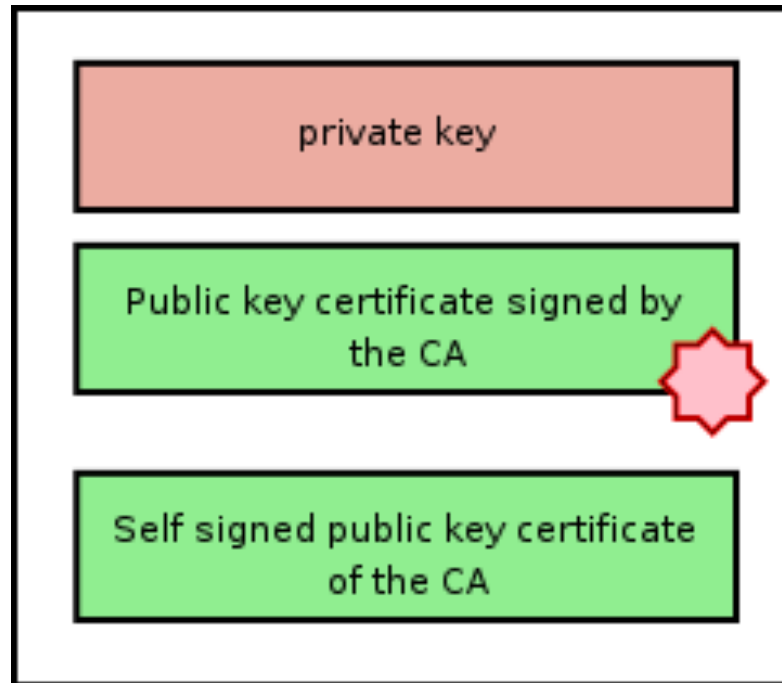 private key
Public key certificate signed by
the CA
Self signed public key certificate
of the CA